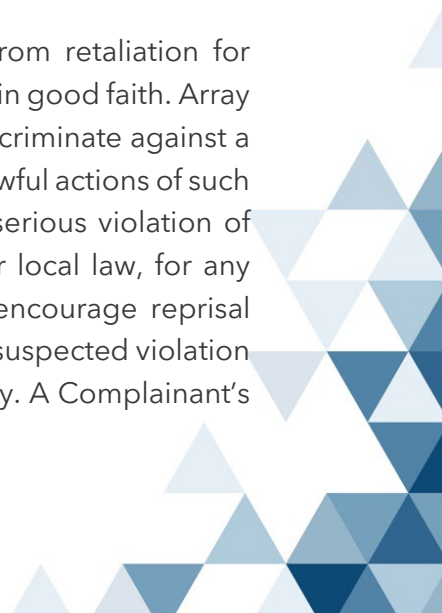 rom retaliation for
in good faith. Array
criminate against a
wful actions of such
serious violation of
r local law, for any
encourage reprisal
suspected violation
y. A Complainant's